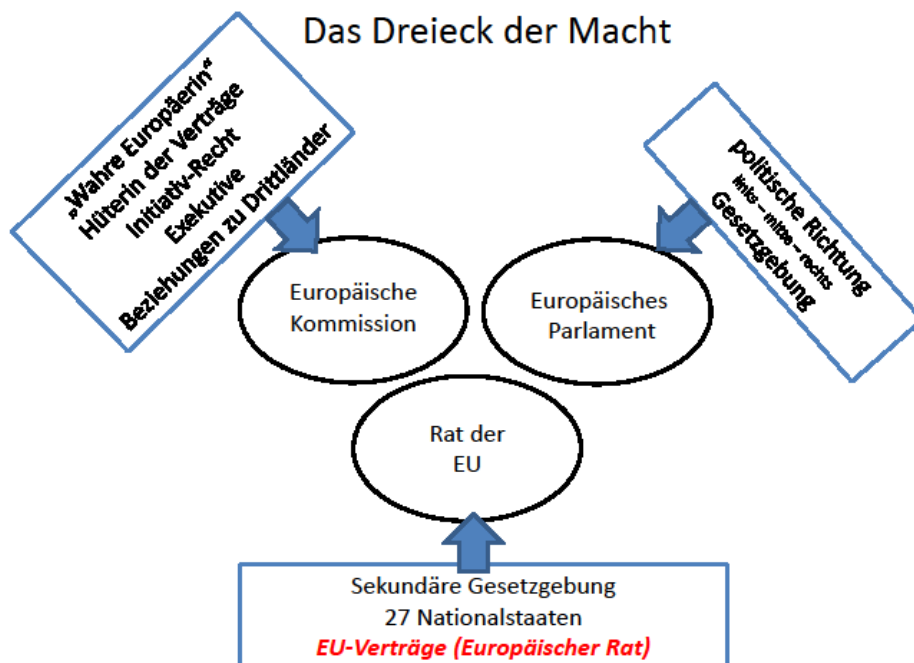 Das Dreieck der Macht
„Wahre Europäerin“
Hüterin der Verträge
Initiativ-Recht
Exekutive
Beziehungen zu Drittländer
politische Richtung
links – mitte – rechts
Gesetzgebung
Europäische
Kommission
Europäisches
Parlament
Rat der
EU
Sekundäre Gesetzgebung
27 Nationalstaaten
EU-Verträge (Europäischer Rat)